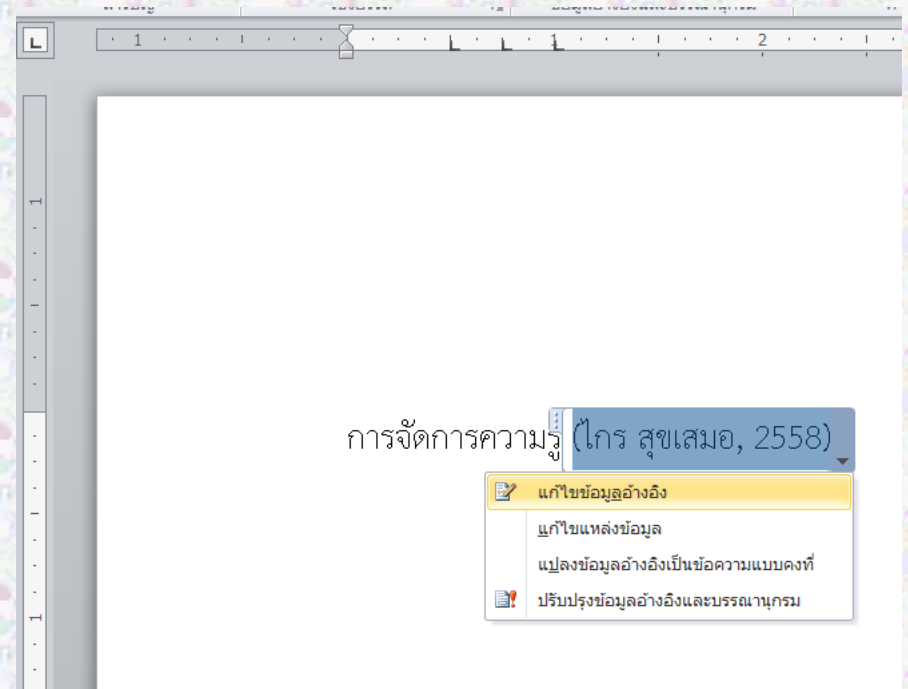 1 1 2
การจัดการความรู้ (ไกร สุขเสมอ, 2558)
แก้ไขข้อมูลอ้างอิง
แก้ไขแหล่งข้อมูล
แปลงข้อมูลอ้างอิงเป็นข้อความแบบคงที่
ปรับปรุงข้อมูลอ้างอิงและบรรณานุกรม
1
1